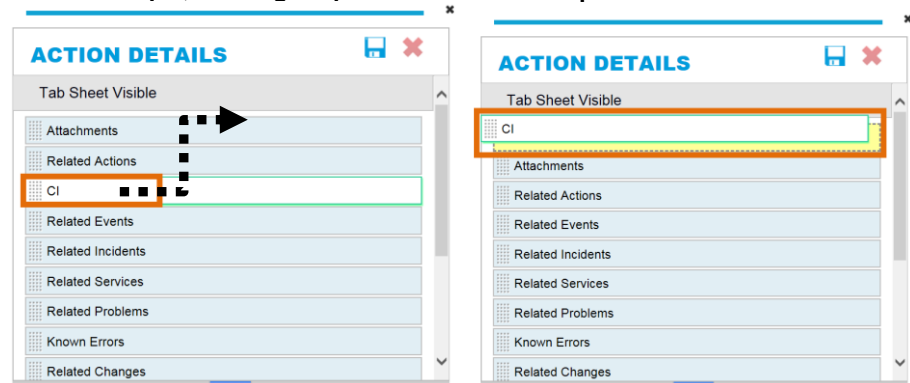 ACTION DETAILS
Tab Sheet Visible
Attachments
Related Actions
CI
Related Events
Related Incidents
Related Services
Related Problems
Known Errors
Related Changes
ACTION DETAILS
Tab Sheet Visible
CI
Attachments
Related Actions
Related Events
Related Incidents
Related Services
Related Problems
Known Errors
Related Changes